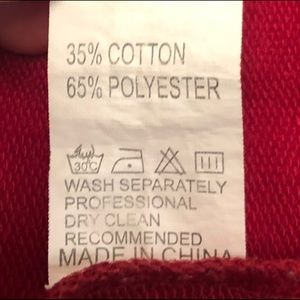 35% COTTON
65% POLYESTER
30°C
WASH SEPARATELY
PROFESSIONAL
DRY CLEAN
RECOMMENDED
MADE IN CHINA